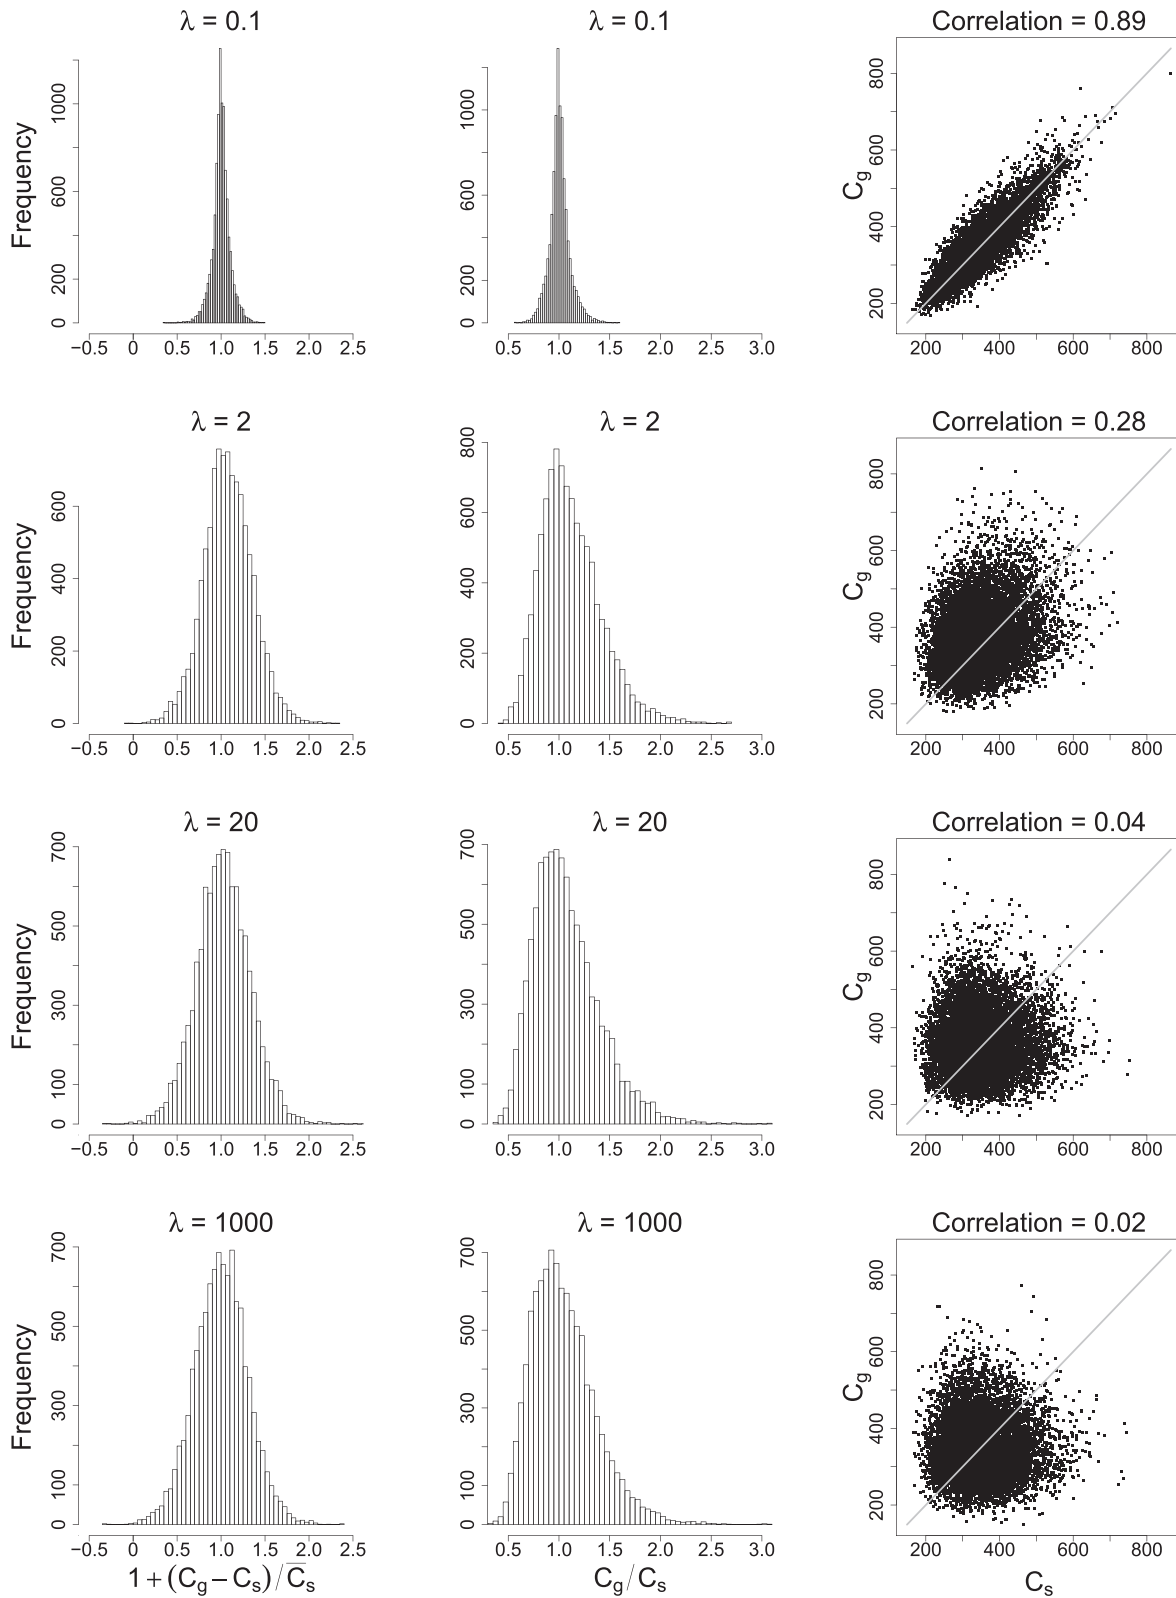 λ = 0.1
λ = 0.1
Correlation = 0.89
Frequency
0 200 600 1000
−0.5 0 0.5 1.0 1.5 2.0 2.5
0 200 600 1000
0.5 1.0 1.5 2.0 2.5 3.0
Cg
200 400 600 800
200 400 600 800
λ = 2
λ = 2
Correlation = 0.28
Frequency
0 200 400 600
−0.5 0 0.5 1.0 1.5 2.0 2.5
0 200 400 600 800
0.5 1.0 1.5 2.0 2.5 3.0
Cg
200 400 600 800
200 400 600 800
λ = 20
λ = 20
Correlation = 0.04
Frequency
0 100 300 500 700
−0.5 0 0.5 1.0 1.5 2.0 2.5
0 100 300 500 700
0.5 1.0 1.5 2.0 2.5 3.0
Cg
200 400 600 800
200 400 600 800
λ = 1000
λ = 1000
Correlation = 0.02
Frequency
0 100 300 500 700
−0.5 0 0.5 1.0 1.5 2.0 2.5
0 100 300 500 700
0.5 1.0 1.5 2.0 2.5 3.0
Cg
200 400 600 800
200 400 600 800
1 + (Cg − Cs) / C̅s
Cg / Cs
Cs